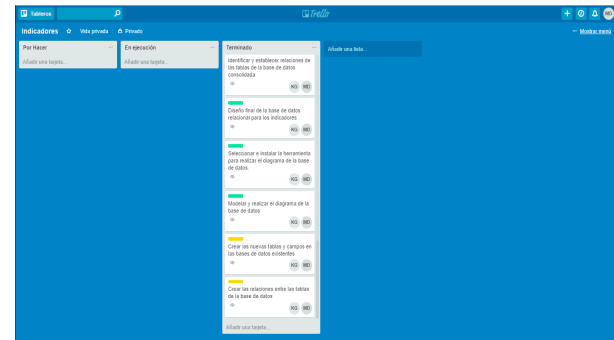 Tableros
Trello
MD
Indicadores
Vida privada
Privado
··· Mostrar menú
Por Hacer ···
Añadir una tarjeta...
En ejecución ···
Añadir una tarjeta...
Terminado ···
Identificar y establecer relaciones de
las tablas de la base de datos
consolidada
KG MD
Diseño final de la base de datos
relacional para los indicadores
KG MD
Seleccionar e instalar la herramienta
para realizar el diagrama de la base
de datos.
KG MD
Modelar y realizar el diagrama de la
base de datos
KG MD
Crear las nuevas tablas y campos en
las bases de datos existentes
KG MD
Crear las relaciones entre las tablas
de la base de datos
KG MD
Añadir una tarjeta...
Añadir una lista...